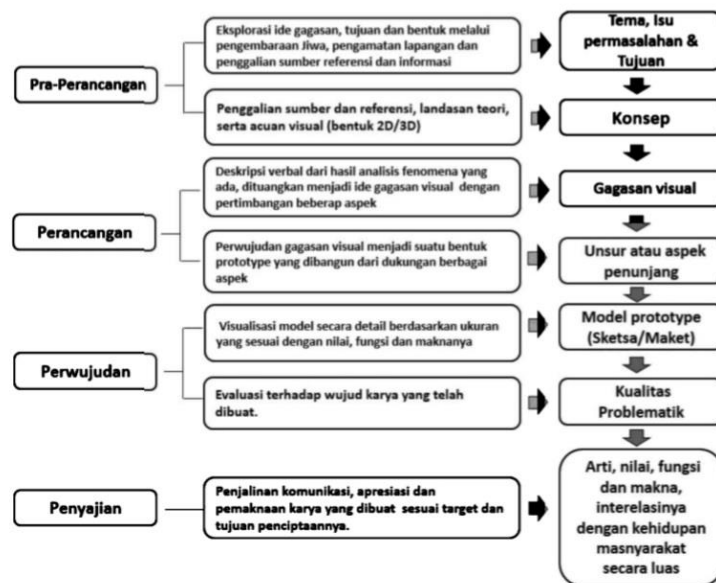 Pra-Perancangan
Eksplorasi ide gagasan, tujuan dan bentuk melalui
pengembaraan Jiwa, pengamatan lapangan dan
penggalian sumber referensi dan informasi
Tema, Isu
permasalahan &
Tujuan
Penggalian sumber dan referensi, landasan teori,
serta acuan visual (bentuk 2D/3D)
Konsep
Perancangan
Deskripsi verbal dari hasil analisis fenomena yang
ada, dituangkan menjadi ide gagasan visual dengan
pertimbangan beberap aspek
Gagasan visual
Perwujudan gagasan visual menjadi suatu bentuk
prototype yang dibangun dari dukungan berbagai
aspek
Unsur atau aspek
penunjang
Perwujudan
Visualisasi model secara detail berdasarkan ukuran
yang sesuai dengan nilai, fungsi dan maknanya
Model prototype
(Sketsa/Maket)
Evaluasi terhadap wujud karya yang telah
dibuat.
Kualitas
Problematik
Penyajian
Penjalinan komunikasi, apresiasi dan
pemaknaan karya yang dibuat sesuai target dan
tujuan penciptaannya.
Arti, nilai, fungsi
dan makna,
interelasinya
dengan kehidupan
masnyarakat
secara luas